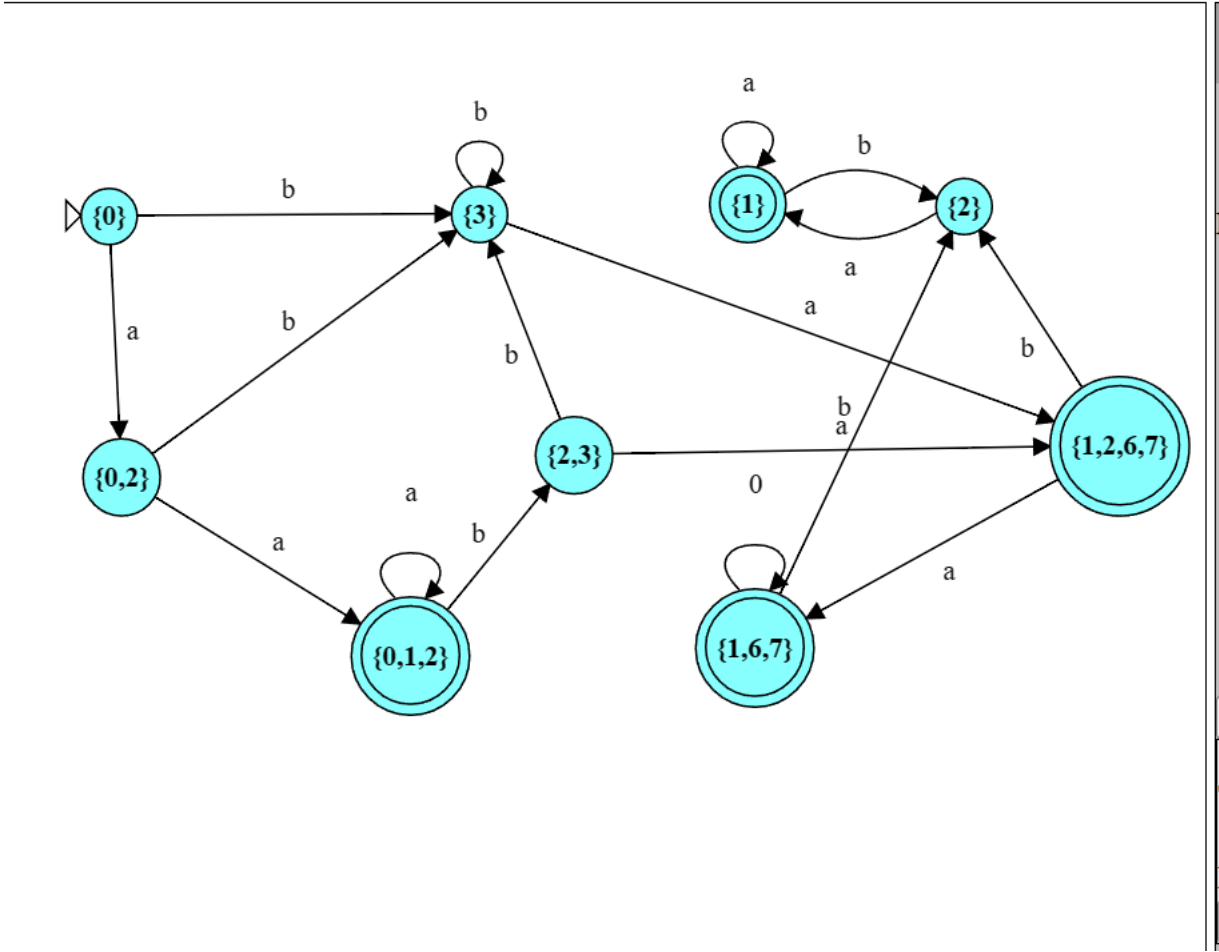 a
b
b
b
{0}
b
{3}
{1}
{2}
a
a
b
a
b
b
b
a
{0,2}
{2,3}
{1,2,6,7}
a
0
a
b
a
{0,1,2}
{1,6,7}